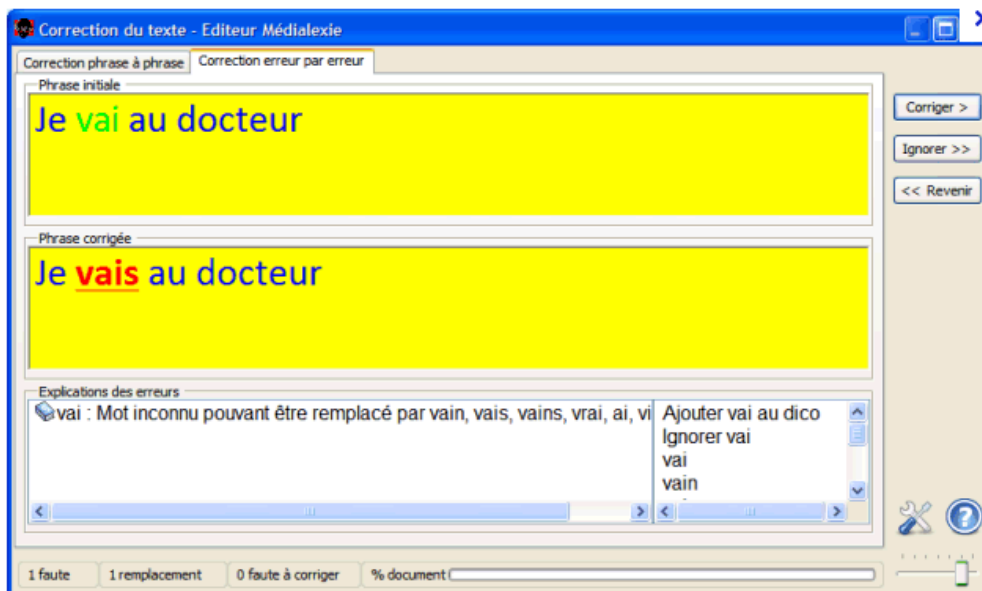 Correction du texte - Editeur Médialexie
Correction phrase à phrase Correction erreur par erreur
Phrase initiale
Je vai au docteur
Corriger >
Ignorer >>
<< Revenir
Phrase corrigée
Je vais au docteur
Explications des erreurs
vai : Mot inconnu pouvant être remplacé par vain, vais, vains, vrai, ai, vi
Ajouter vai au dico
Ignorer vai
vai
vain
1 faute 1 remplacement 0 faute à corriger % document